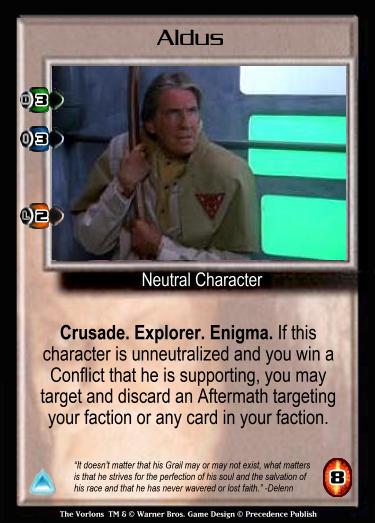 Aldus
D 3
I 3
L 2
Neutral Character
Crusade. Explorer. Enigma. If this
character is unneutralized and you win a
Conflict that he is supporting, you may
target and discard an Aftermath targeting
your faction or any card in your faction.
"It doesn't matter that his Grail may or may not exist, what matters
is that he strives for the perfection of his soul and the salvation of
his race and that he has never wavered or lost faith." -Delenn
8
The Vorlons TM & © Warner Bros. Game Design © Precedence Publish